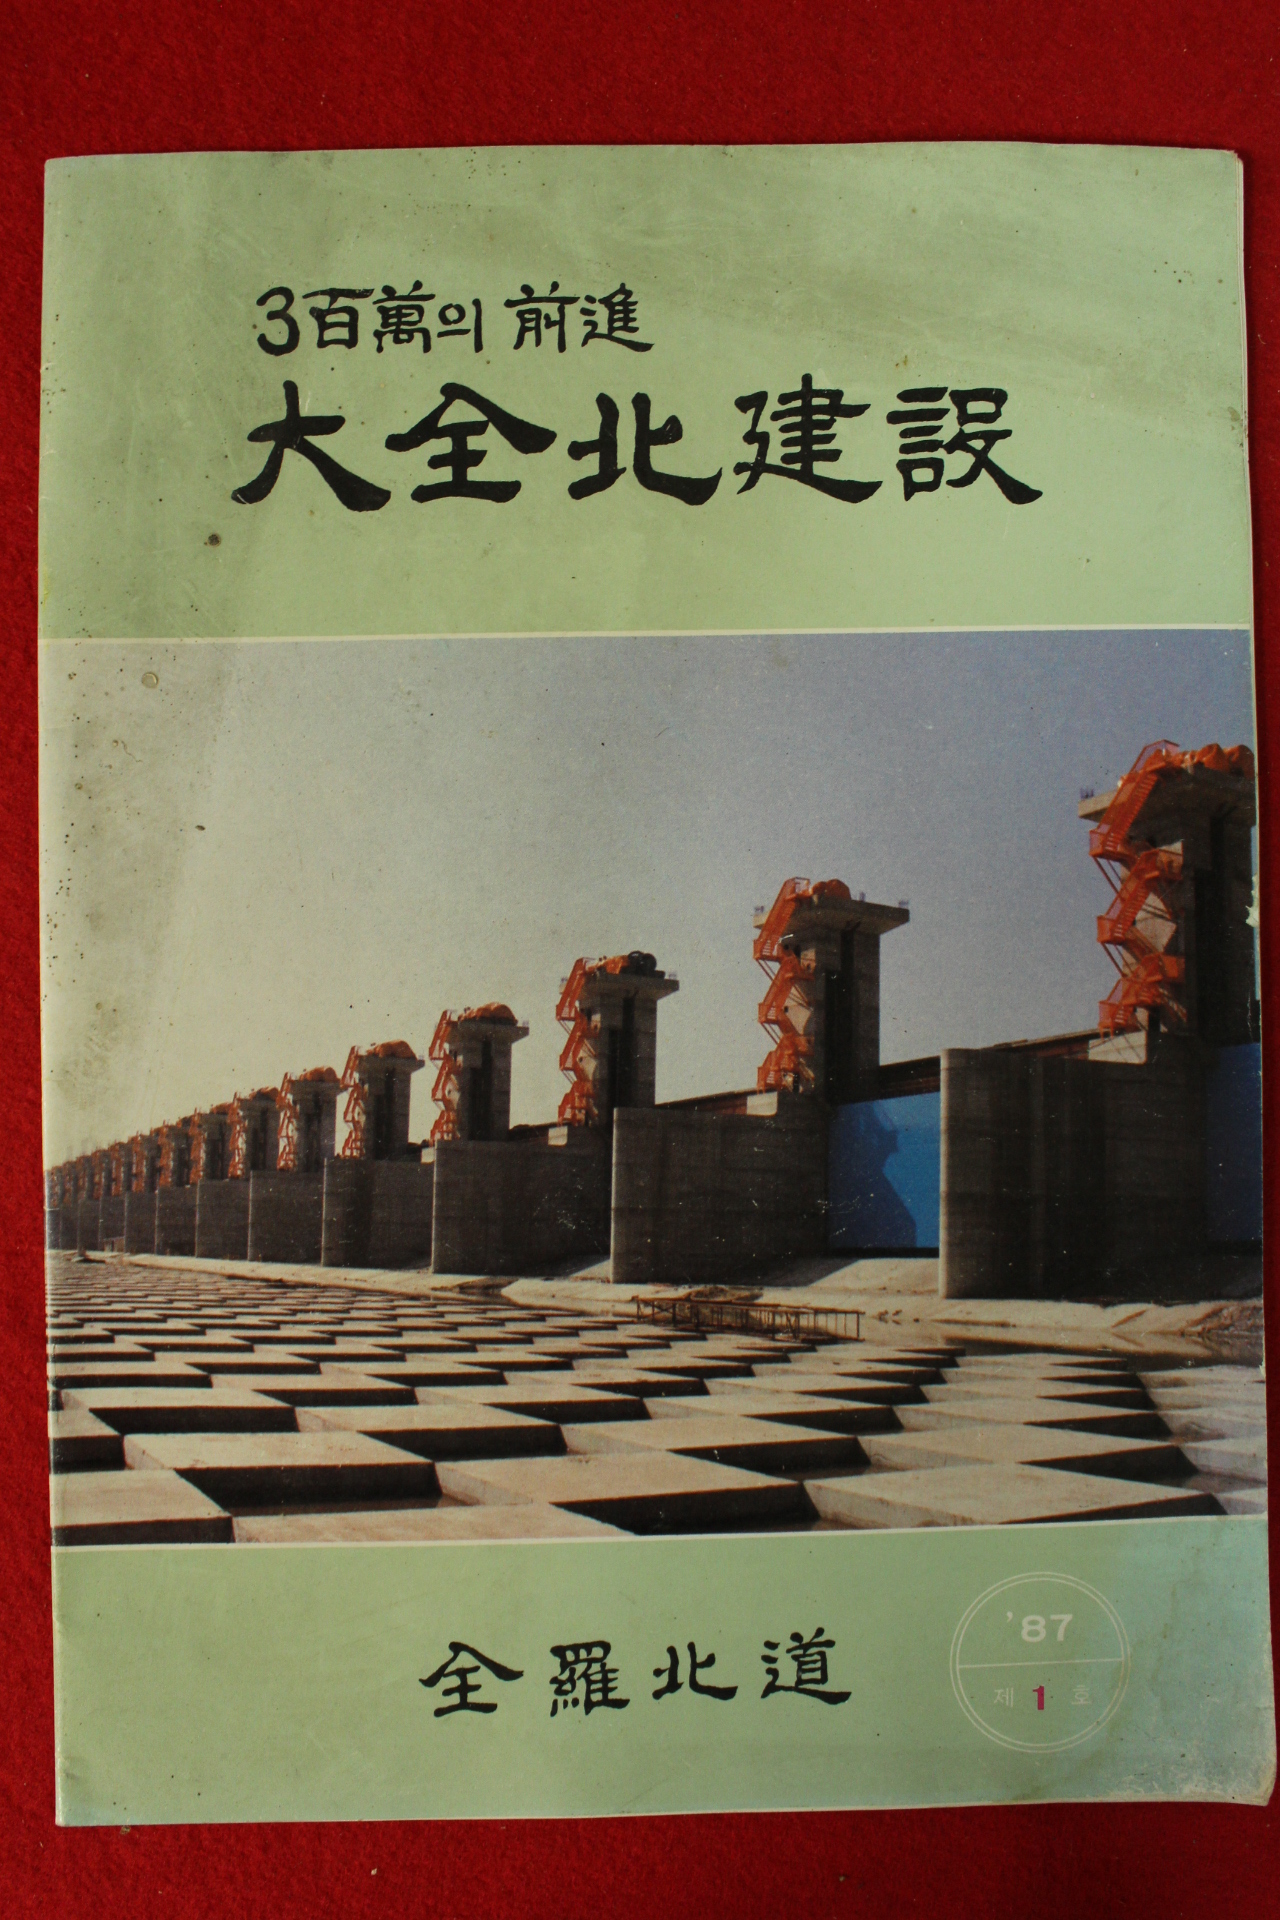 3百萬의 前進
大全北建設
全羅北道
'87
제 1 호